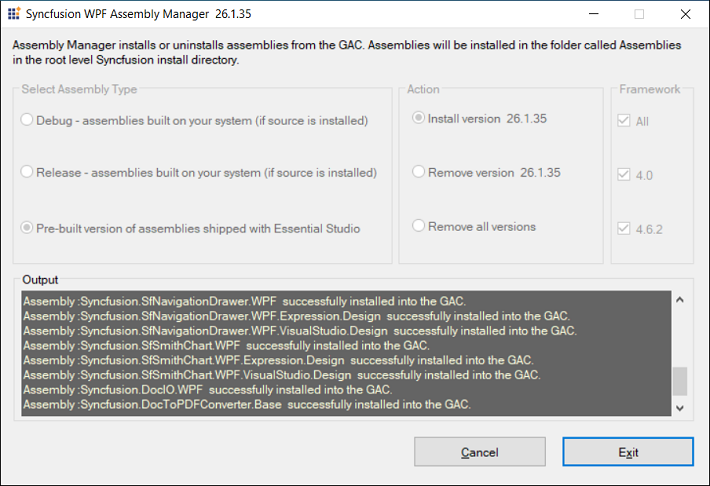 Syncfusion WPF Assembly Manager 26.1.35
Assembly Manager installs or uninstalls assemblies from the GAC. Assemblies will be installed in the folder called Assemblies
in the root level Syncfusion install directory.
Select Assembly Type
Debug - assemblies built on your system (if source is installed)
Release - assemblies built on your system (if source is installed)
Pre-built version of assemblies shipped with Essential Studio
Action
Install version 26.1.35
Remove version 26.1.35
Remove all versions
Framework
All
4.0
4.6.2
Output
Assembly :Syncfusion.SfNavigationDrawer.WPF successfully installed into the GAC.
Assembly :Syncfusion.SfNavigationDrawer.WPF.Expression.Design successfully installed into the GAC.
Assembly :Syncfusion.SfNavigationDrawer.WPF.VisualStudio.Design successfully installed into the GAC.
Assembly :Syncfusion.SfSmithChart.WPF successfully installed into the GAC.
Assembly :Syncfusion.SfSmithChart.WPF.Expression.Design successfully installed into the GAC.
Assembly :Syncfusion.SfSmithChart.WPF.VisualStudio.Design successfully installed into the GAC.
Assembly :Syncfusion.DocIO.WPF successfully installed into the GAC.
Assembly :Syncfusion.DocToPDFConverter.Base successfully installed into the GAC.
Cancel
Exit